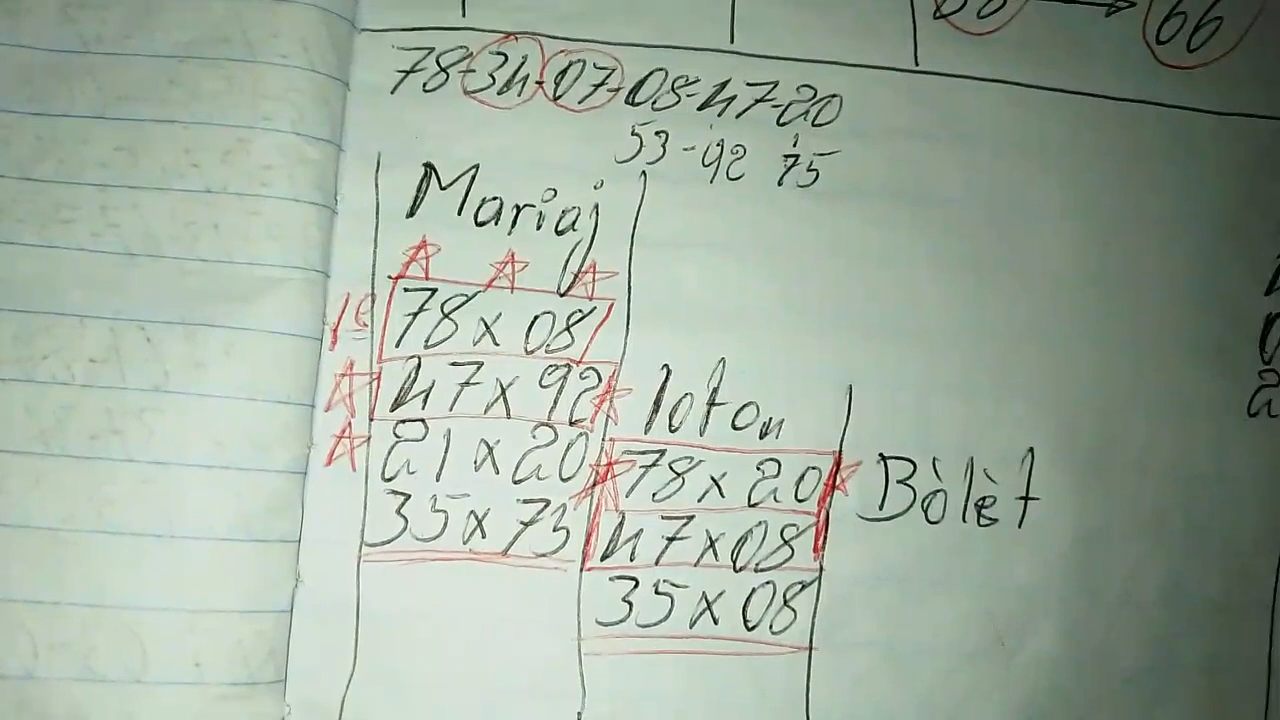 66
78-34-07-08-47-20
53-92 75
Mariaj
1e
78x08
47x92
21x20
35x75
loton
78x20
47x08
35x08
Bòlèt